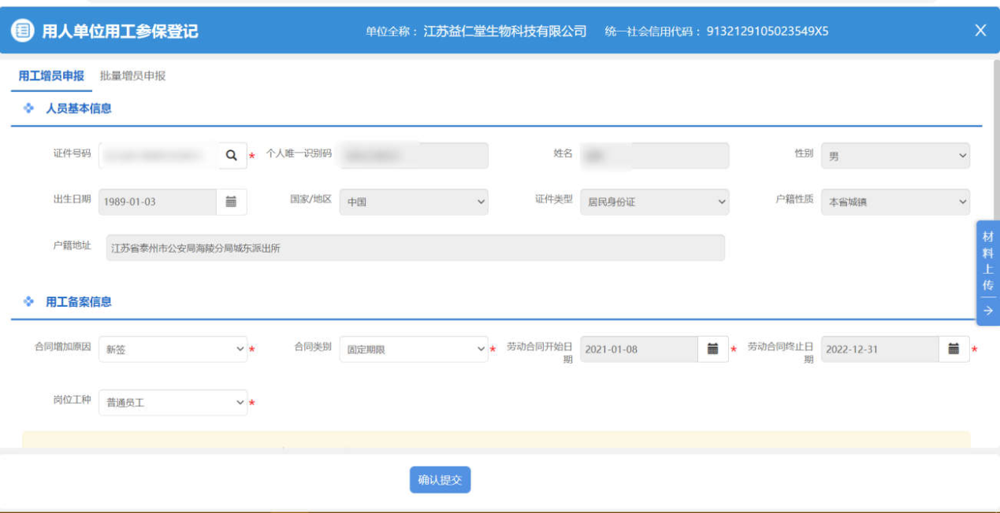 用人单位用工参保登记 单位全称：江苏益仁堂生物科技有限公司 统一社会信用代码：9132129105023549X5 X
用工增员申报 批量增员申报
人员基本信息
证件号码 * 个人唯一识别码 姓名 性别 男
出生日期 1989-01-03 国家/地区 中国 证件类型 居民身份证 户籍性质 本省城镇
户籍地址 江苏省泰州市公安局海陵分局城东派出所
材料上传
用工备案信息
合同增加原因 新签 * 合同类别 固定期限 * 劳动合同开始日期 2021-01-08 * 劳动合同终止日期 2022-12-31 *
岗位工种 普通员工 *
确认提交